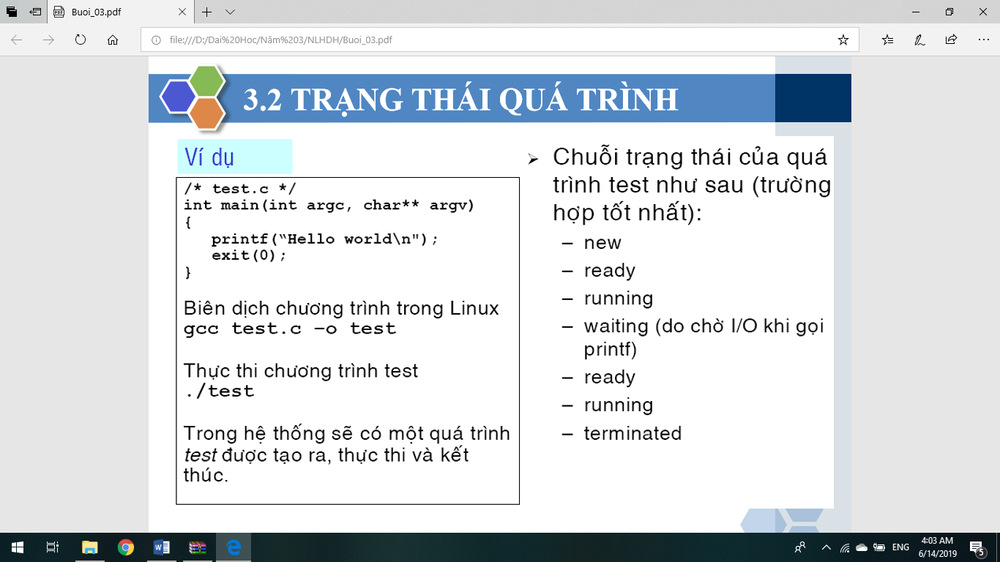 Buoi_03.pdf
file:///D:/Dai%20Hoc/Năm%203/NLHDH/Buoi_03.pdf
3.2 TRẠNG THÁI QUÁ TRÌNH
Ví dụ
/* test.c */
int main(int argc, char** argv)
{
printf(“Hello world\n");
exit(0);
}
Biên dịch chương trình trong Linux
gcc test.c –o test
Thực thi chương trình test
./test
Trong hệ thống sẽ có một quá trình
test được tạo ra, thực thi và kết
thúc.
➢ Chuỗi trạng thái của quá
trình test như sau (trường
hợp tốt nhất):
– new
– ready
– running
– waiting (do chờ I/O khi gọi
printf)
– ready
– running
– terminated
ENG
4:03 AM
6/14/2019
5